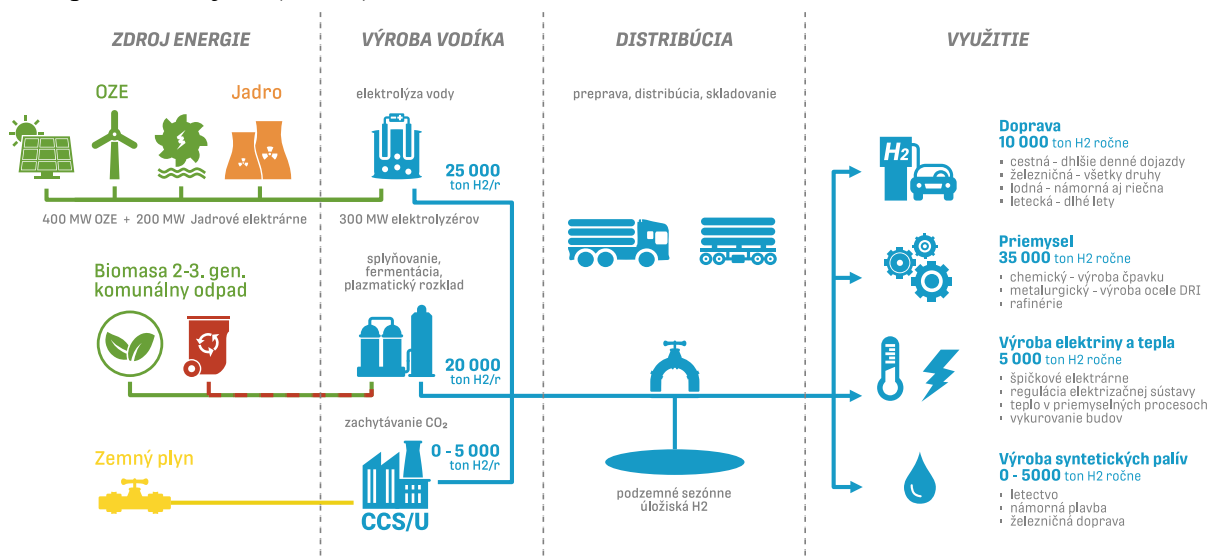 ZDROJ ENERGIE
VÝROBA VODÍKA
DISTRIBÚCIA
VYUŽITIE
OZE
Jadro
400 MW OZE + 200 MW Jadrové elektrárne
Biomasa 2-3. gen.
komunálny odpad
Zemný plyn
elektrolýza vody
25 000
ton H2/r
300 MW elektrolyzérov
splyňovanie,
fermentácia,
plazmatický rozklad
20 000
ton H2/r
zachytávanie CO₂
0 - 5 000
ton H2/r
CCS/U
preprava, distribúcia, skladovanie
podzemné sezónne
úložiská H2
H2
Doprava
10 000 ton H2 ročne
▪ cestná - dhlšie denné dojazdy
▪ železničná - všetky druhy
▪ lodná - námorná aj riečna
▪ letecká - dlhé lety
Priemysel
35 000 ton H2 ročne
▪ chemický - výroba čpavku
▪ metalurgický - výroba ocele DRI
▪ rafinérie
Výroba elektriny a tepla
5 000 ton H2 ročne
▪ špičkové elektrárne
▪ regulácia elektrizačnej sústavy
▪ teplo v priemyselných procesoch
▪ vykurovanie budov
Výroba syntetických palív
0 - 5000 ton H2 ročne
▪ letectvo
▪ námorná plavba
▪ železničná doprava